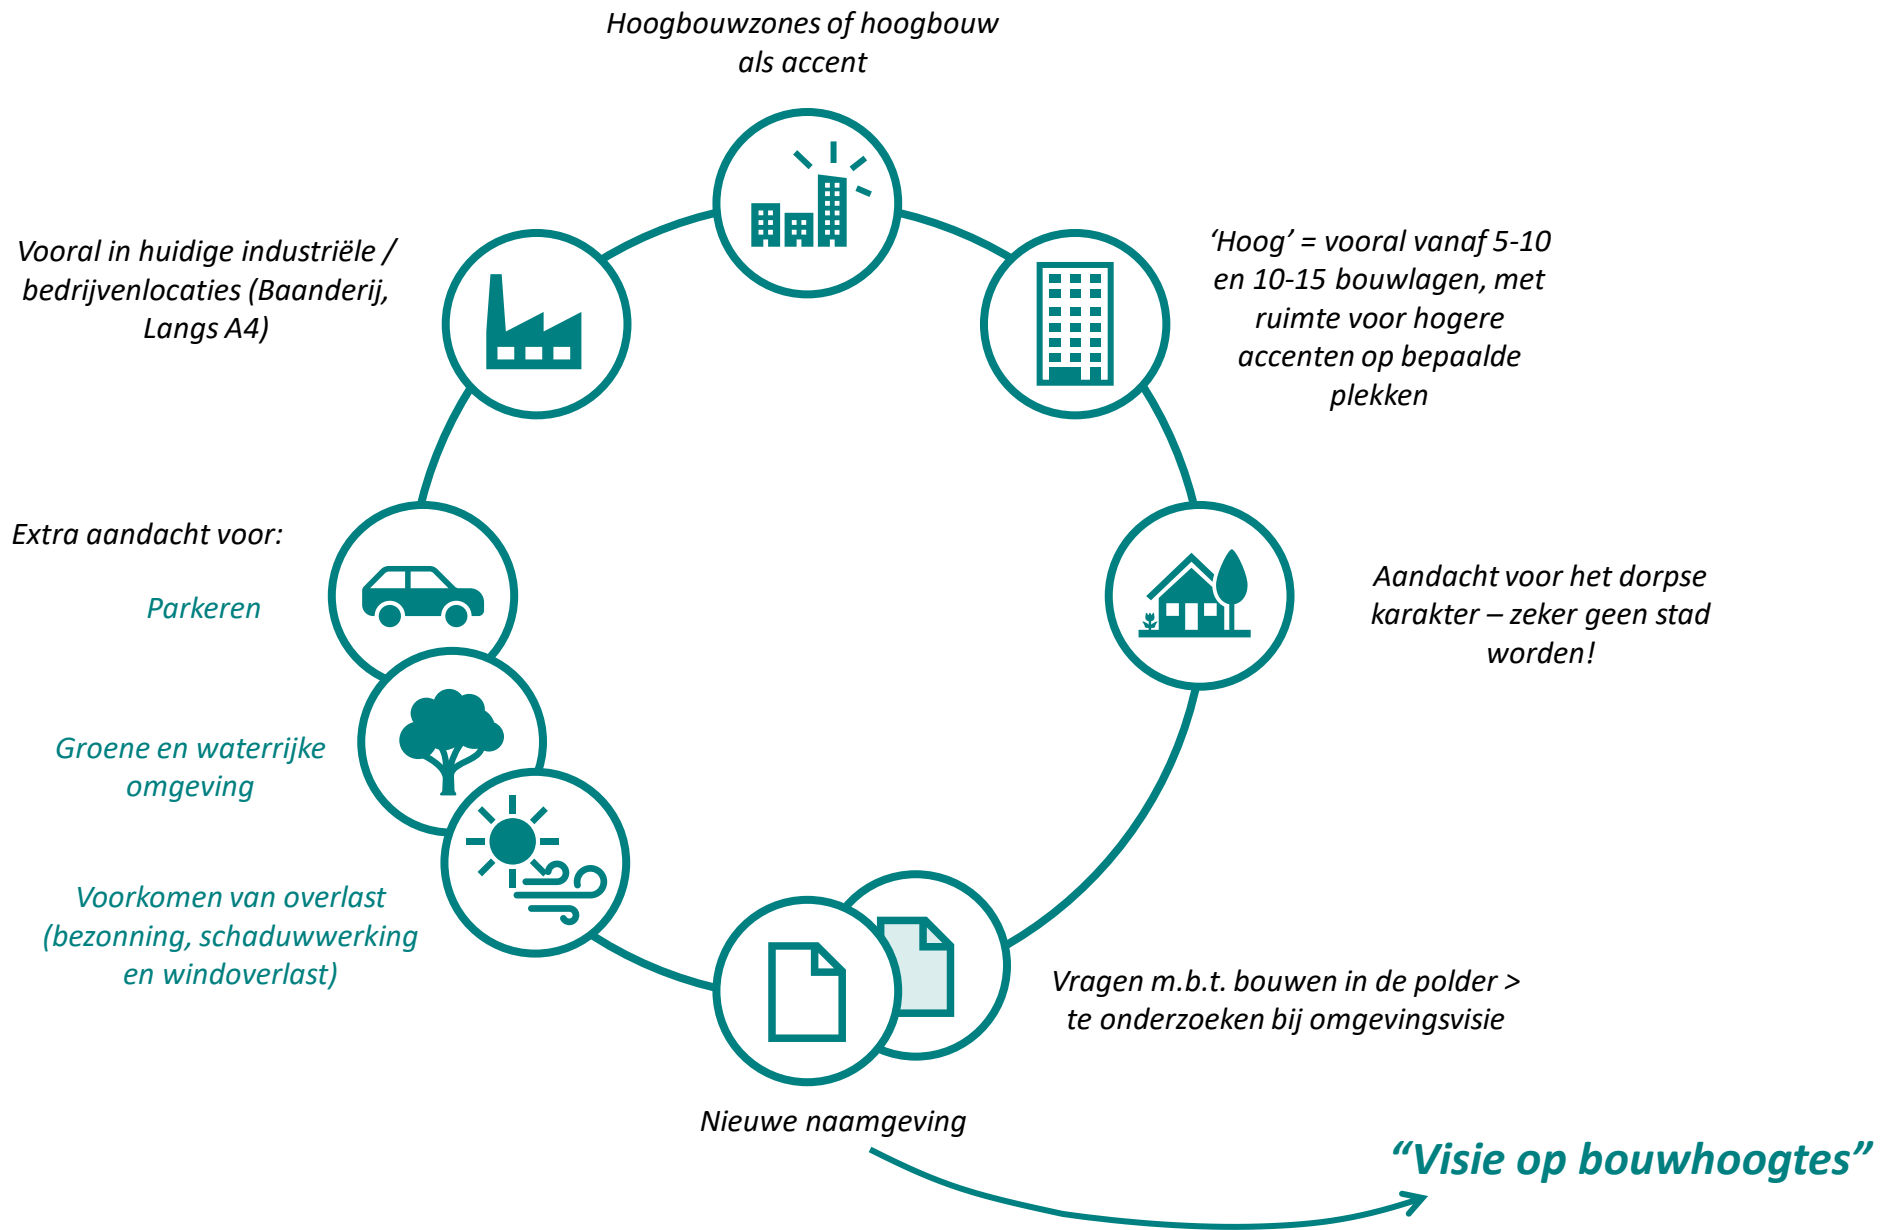 Hoogbouwzones of hoogbouw
als accent
Vooral in huidige industriële /
bedrijvenlocaties (Baanderij,
Langs A4)
‘Hoog’ = vooral vanaf 5-10
en 10-15 bouwlagen, met
ruimte voor hogere
accenten op bepaalde
plekken
Extra aandacht voor:
Parkeren
Aandacht voor het dorpse
karakter – zeker geen stad
worden!
Groene en waterrijke
omgeving
Voorkomen van overlast
(bezonning, schaduwwerking
en windoverlast)
Vragen m.b.t. bouwen in de polder >
te onderzoeken bij omgevingsvisie
Nieuwe naamgeving
“Visie op bouwhoogtes”